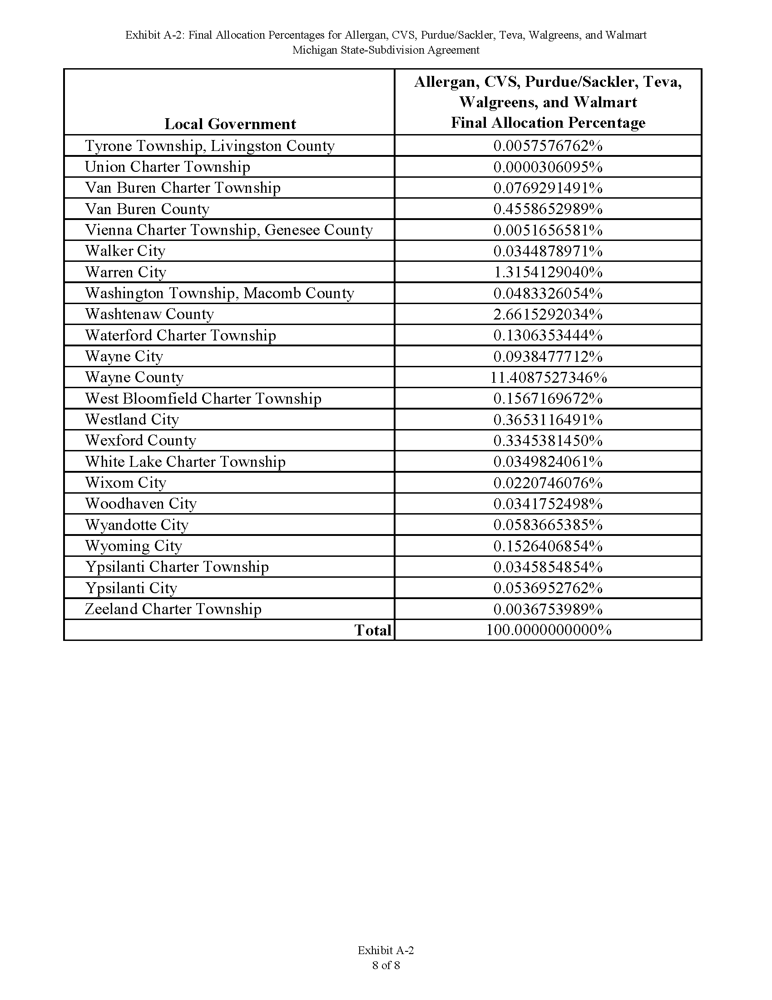 Exhibit A-2: Final Allocation Percentages for Allergan, CVS, Purdue/Sackler, Teva, Walgreens, and Walmart
Michigan State-Subdivision Agreement
Local Government
Allergan, CVS, Purdue/Sackler, Teva,
Walgreens, and Walmart
Final Allocation Percentage
Tyrone Township, Livingston County 0.0057576762%
Union Charter Township 0.0000306095%
Van Buren Charter Township 0.0769291491%
Van Buren County 0.4558652989%
Vienna Charter Township, Genesee County 0.0051656581%
Walker City 0.0344878971%
Warren City 1.3154129040%
Washington Township, Macomb County 0.0483326054%
Washtenaw County 2.6615292034%
Waterford Charter Township 0.1306353444%
Wayne City 0.0938477712%
Wayne County 11.4087527346%
West Bloomfield Charter Township 0.1567169672%
Westland City 0.3653116491%
Wexford County 0.3345381450%
White Lake Charter Township 0.0349824061%
Wixom City 0.0220746076%
Woodhaven City 0.0341752498%
Wyandotte City 0.0583665385%
Wyoming City 0.1526406854%
Ypsilanti Charter Township 0.0345854854%
Ypsilanti City 0.0536952762%
Zeeland Charter Township 0.0036753989%
Total 100.0000000000%
Exhibit A-2
8 of 8